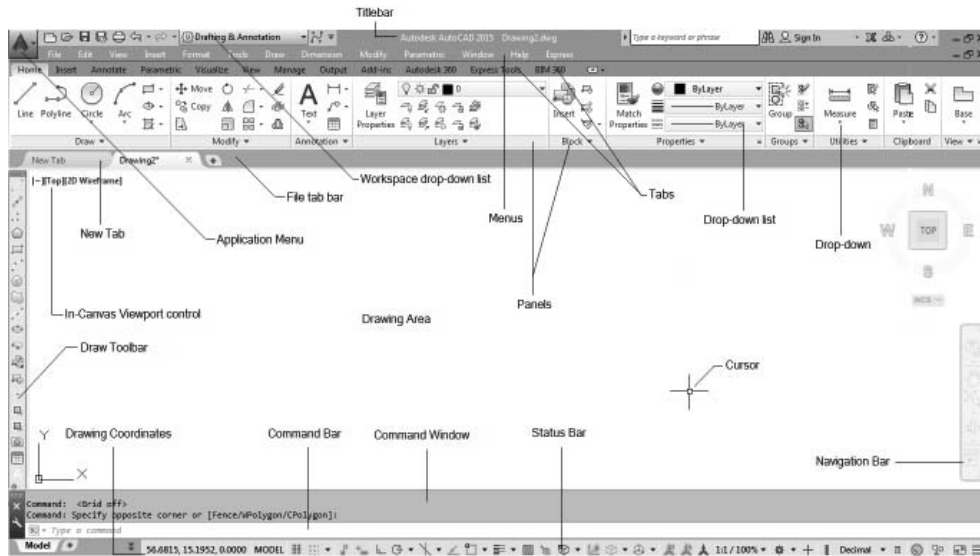 Titlebar
Drafting & Annotation
Autodesk AutoCAD 2015 Drawing2.dwg
Type a keyword or phrase
Sign In
File Edit View Insert Format Tools Draw Dimension Modify Parametric Window Help Express
Home Insert Annotate Parametric Visualize View Manage Output Add-ins Autodesk 360 Express Tools BIM 360
Line Polyline Circle Arc
Move
Copy
Text
Layer Properties
0
Insert
Match Properties
ByLayer
ByLayer
ByLayer
Group
Measure
Paste
Base
Draw Modify Annotation Layers Block Properties Groups Utilities Clipboard View
New Tab Drawing2*
[-][Top][2D Wireframe]
Workspace drop-down list
File tab bar
Tabs
Menus
Drop-down list
New Tab
Application Menu
Drop-down
N
W TOP E
S
WCS
Panels
In-Canvas Viewport control
Drawing Area
Draw Toolbar
Cursor
Y
X
Drawing Coordinates
Command Bar
Command Window
Status Bar
Navigation Bar
Command: <Grid off>
Command: Specify opposite corner or [Fence/WPolygon/CPolygon]:
Type a command
Model
56.6815, 15.1952, 0.0000 MODEL
1:1 / 100%
Decimal